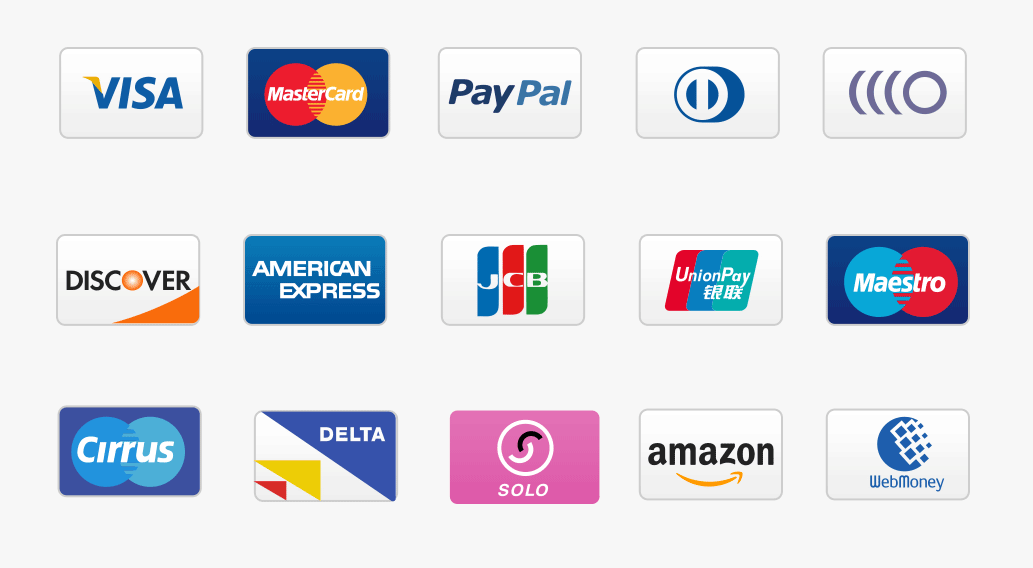 VISA
MasterCard
PayPal
DISCOVER
AMERICAN
EXPRESS
JCB
UnionPay
银联
Maestro
Cirrus
DELTA
SOLO
amazon
WebMoney